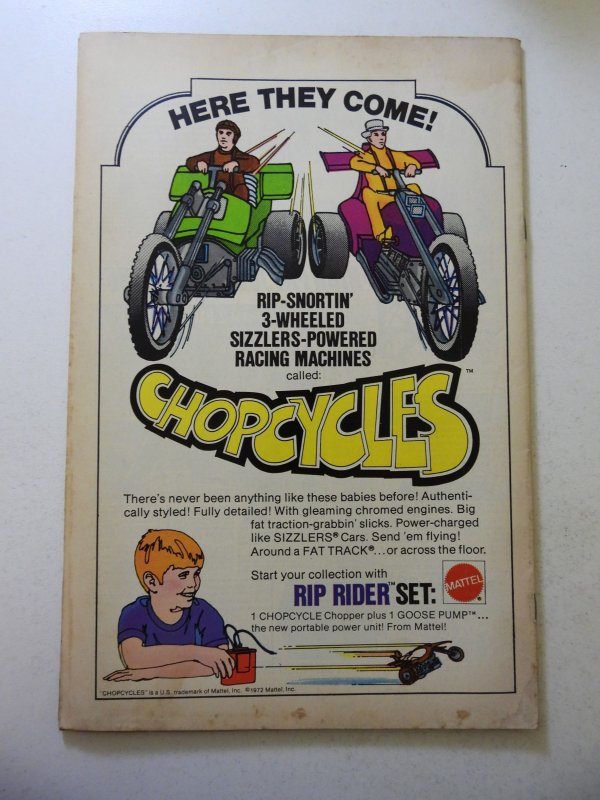 HERE THEY COME!
RIP-SNORTIN'
3-WHEELED
SIZZLERS-POWERED
RACING MACHINES
called:
CHOPCYCLES™
There's never been anything like these babies before! Authenti-
cally styled! Fully detailed! With gleaming chromed engines. Big
fat traction-grabbin' slicks. Power-charged
like SIZZLERS® Cars. Send 'em flying!
Around a FAT TRACK®...or across the floor.
Start your collection with
RIP RIDER™ SET:
MATTEL®
1 CHOPCYCLE Chopper plus 1 GOOSE PUMP™...
the new portable power unit! From Mattel!
"CHOPCYCLES" is a U.S. trademark of Mattel, Inc. ©1972 Mattel, Inc.